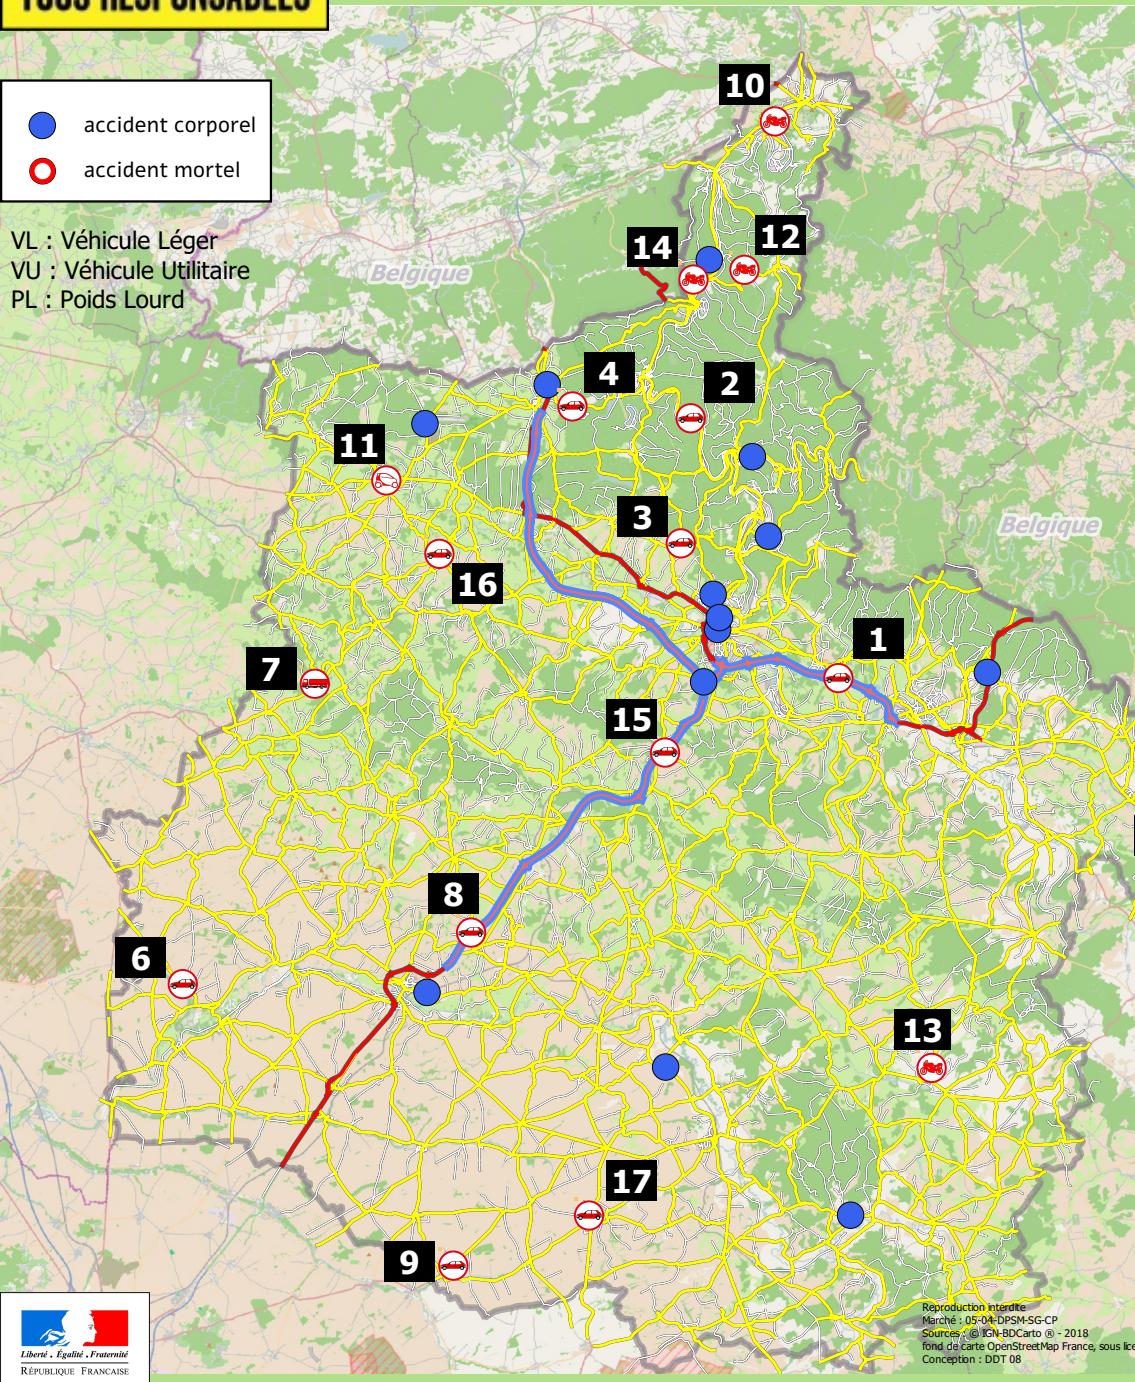 TOUS RESPONSABLES
accident corporel
accident mortel
VL : Véhicule Léger
VU : Véhicule Utilitaire
PL : Poids Lourd
10
12
14
Belgique
4
2
11
3
Belgique
16
1
7
15
8
6
13
17
9
Liberté . Égalité . Fraternité
RÉPUBLIQUE FRANÇAISE
Reproduction interdite
Marché : 05-04-DPSM-SG-CP
Sources : © IGN-BDCarto ® - 2018
fond de carte OpenStreetMap France, sous lice
Conception : DDT 08